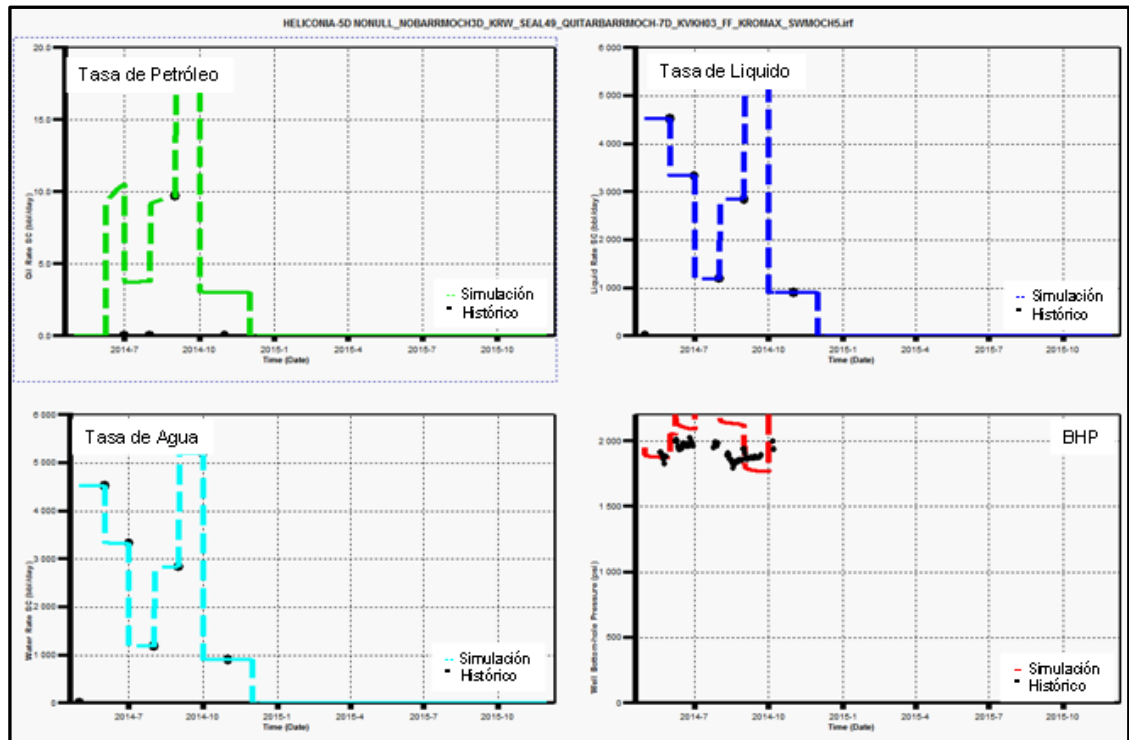 HELICONIA-5D NONULL_NOBARRMOCH3D_KRW_SEAL49_QUITARBARRMOCH-7D_KVKH03_FF_KROMAX_SWMOCH5.irf
Tasa de Petróleo
Oil Rate SC (bbl/day)
20.0
15.0
10.0
5.0
0.0
2014-7
2014-10
2015-1
2015-4
2015-7
2015-10
Time (Date)
Simulación
Histórico
Tasa de Liquido
Liquid Rate SC (bbl/day)
6 000
5 000
4 000
3 000
2 000
1 000
0
2014-7
2014-10
2015-1
2015-4
2015-7
2015-10
Time (Date)
Simulación
Histórico
Tasa de Agua
Water Rate SC (bbl/day)
6 000
5 000
4 000
3 000
2 000
1 000
0
2014-7
2014-10
2015-1
2015-4
2015-7
2015-10
Time (Date)
Simulación
Histórico
BHP
Well Bottom-hole Pressure (psi)
2 000
1 500
1 000
500
0
2014-7
2014-10
2015-1
2015-4
2015-7
2015-10
Time (Date)
Simulación
Histórico